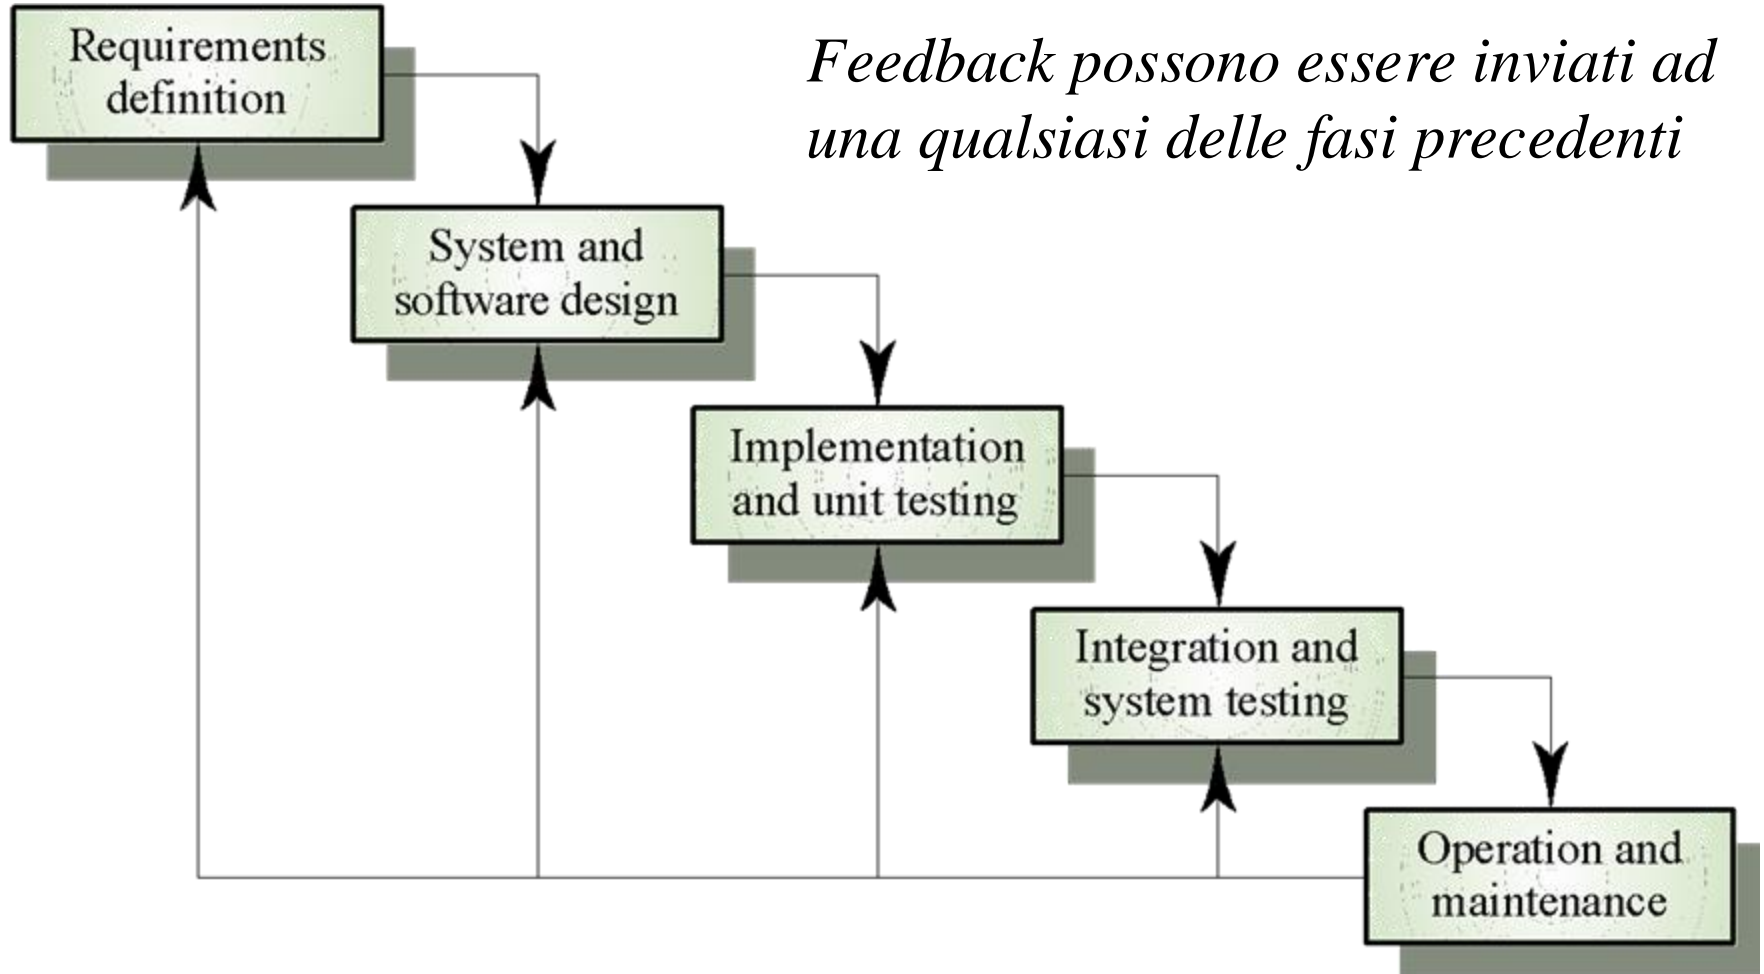 Requirements
definition
Feedback possono essere inviati ad
una qualsiasi delle fasi precedenti
System and
software design
Implementation
and unit testing
Integration and
system testing
Operation and
maintenance